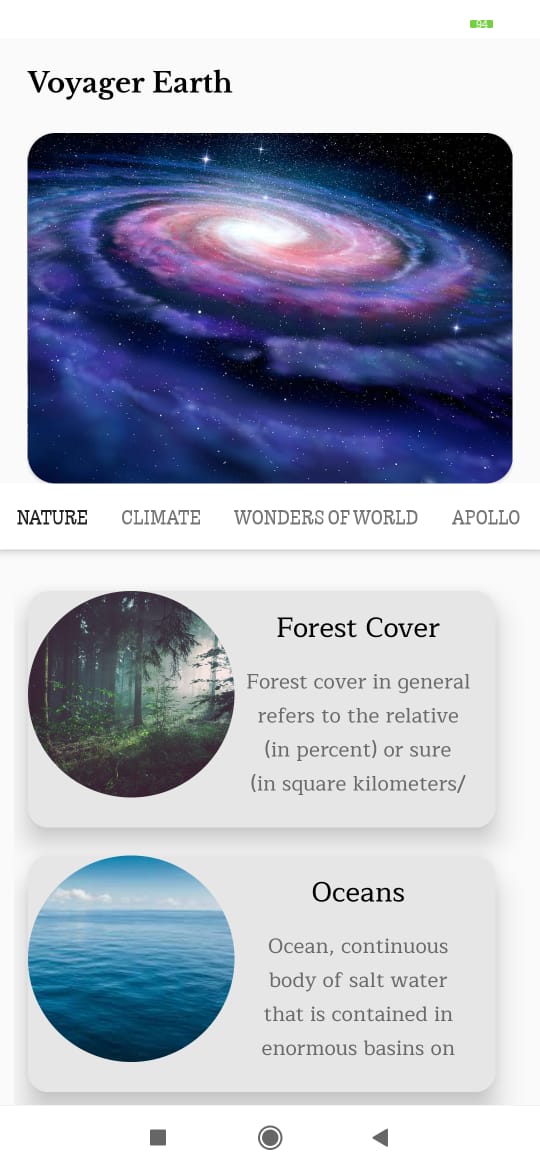 94
Voyager Earth
NATURE CLIMATE WONDERS OF WORLD APOLLO
Forest Cover
Forest cover in general
refers to the relative
(in percent) or sure
(in square kilometers/
Oceans
Ocean, continuous
body of salt water
that is contained in
enormous basins on